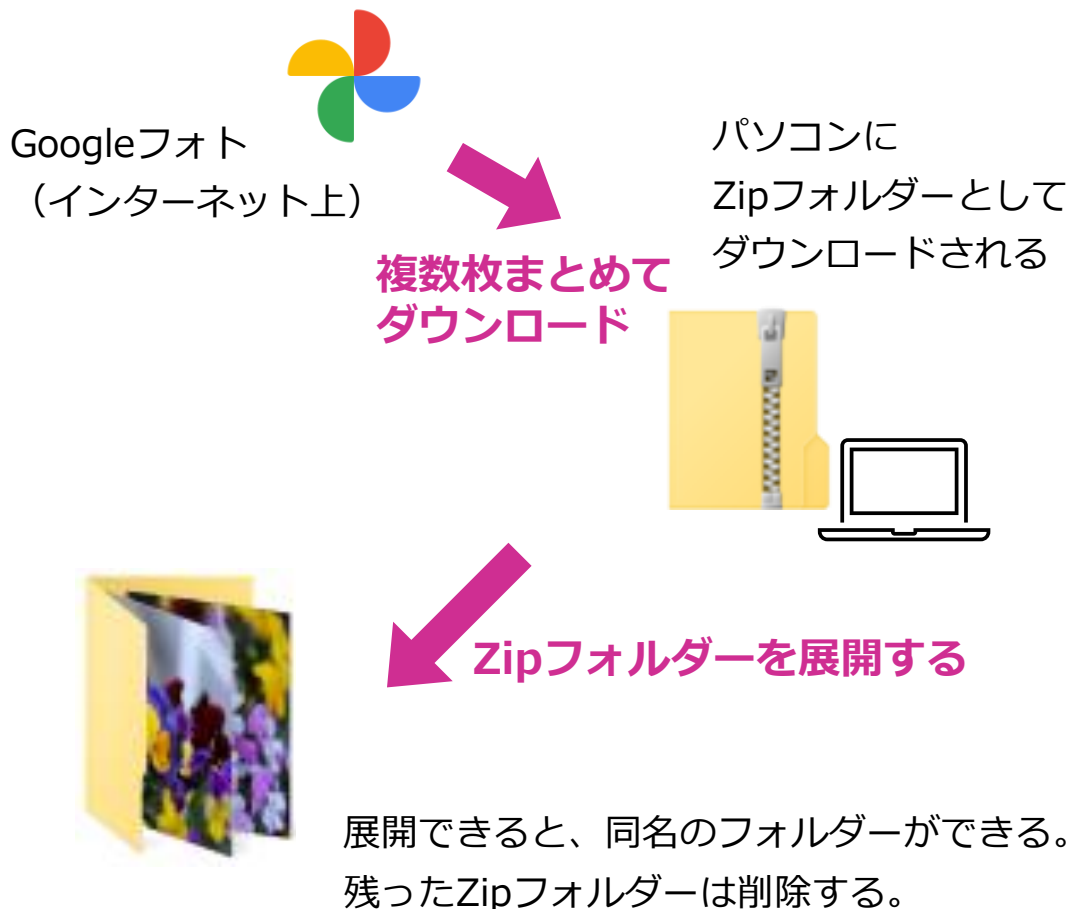 Googleフォト
（インターネット上）
複数枚まとめて
ダウンロード
パソコンに
Zipフォルダーとして
ダウンロードされる
Zipフォルダーを展開する
展開できると、同名のフォルダーができる。
残ったZipフォルダーは削除する。